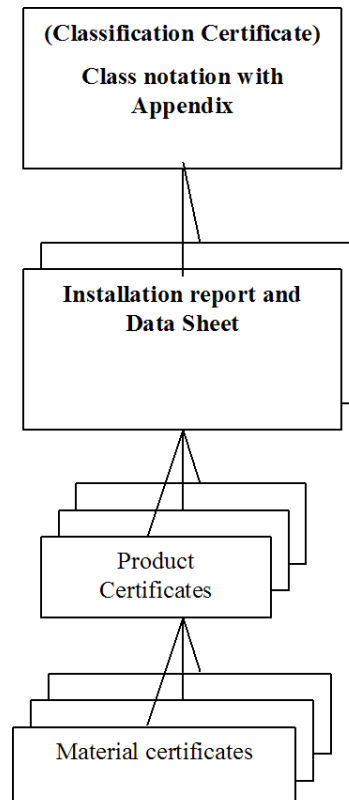 (Classification Certificate)
Class notation with
Appendix
Installation report and
Data Sheet
Product
Certificates
Material certificates